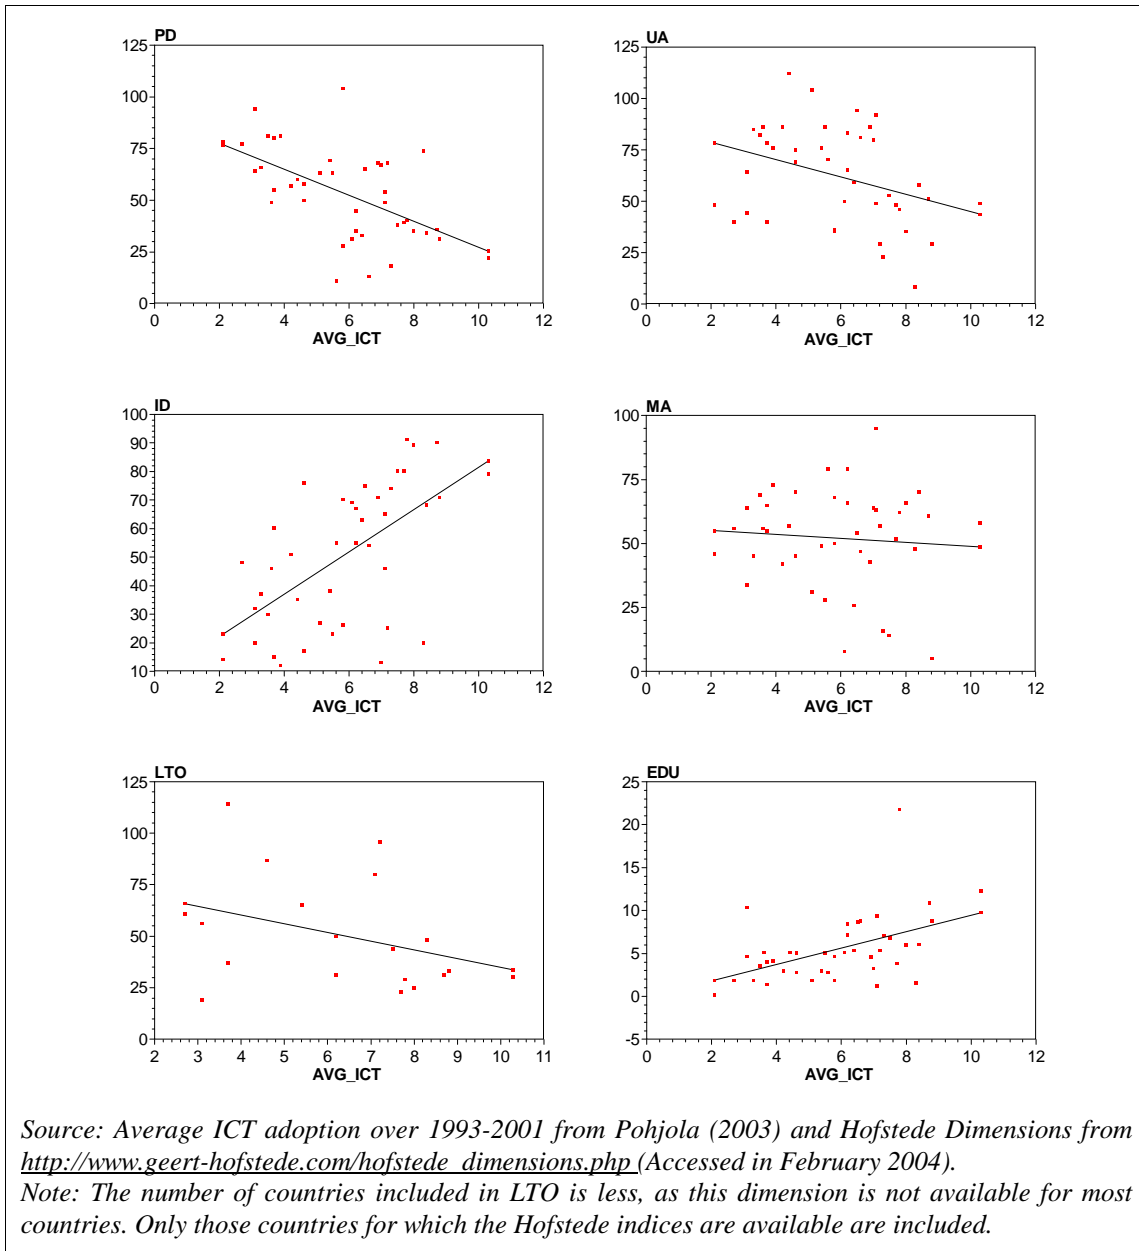 PD
125
100
75
50
25
0
0 2 4 6 8 10 12
AVG_ICT
UA
125
100
75
50
25
0
0 2 4 6 8 10 12
AVG_ICT
ID
100
90
80
70
60
50
40
30
20
10
0 2 4 6 8 10 12
AVG_ICT
MA
100
75
50
25
0
0 2 4 6 8 10 12
AVG_ICT
LTO
125
100
75
50
25
0
2 3 4 5 6 7 8 9 10 11
AVG_ICT
EDU
25
20
15
10
5
0
-5
0 2 4 6 8 10 12
AVG_ICT
Source: Average ICT adoption over 1993-2001 from Pohjola (2003) and Hofstede Dimensions from
http://www.geert-hofstede.com/hofstede_dimensions.php (Accessed in February 2004).
Note: The number of countries included in LTO is less, as this dimension is not available for most
countries. Only those countries for which the Hofstede indices are available are included.